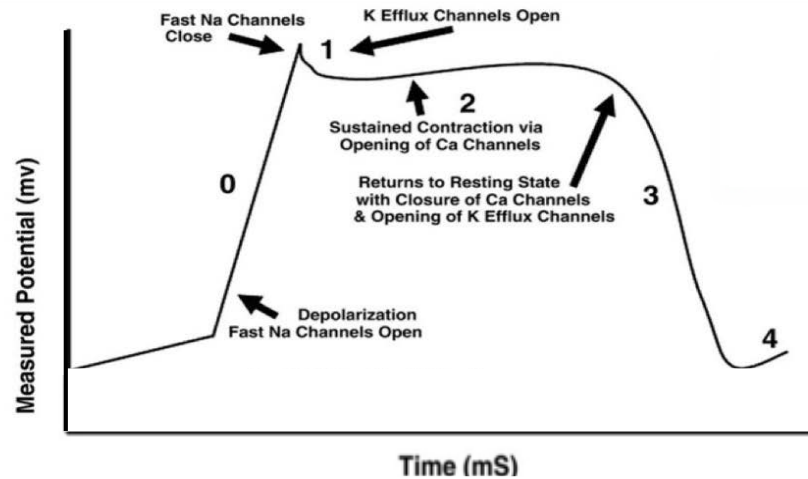 Fast Na Channels
Close
K Efflux Channels Open
1
2
Sustained Contraction via
Opening of Ca Channels
0
Returns to Resting State
with Closure of Ca Channels
& Opening of K Efflux Channels
3
Depolarization
Fast Na Channels Open
4
Measured Potential (mv)
Time (mS)